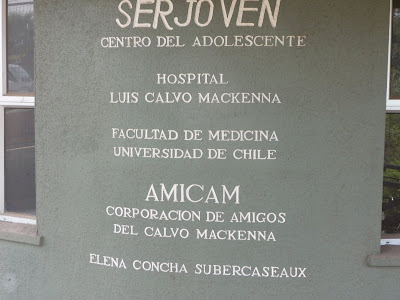 SERJOVEN
CENTRO DEL ADOLESCENTE
HOSPITAL
LUIS CALVO MACKENNA
FACULTAD DE MEDICINA
UNIVERSIDAD DE CHILE
AMICAM
CORPORACION DE AMIGOS
DEL CALVO MACKENNA
ELENA CONCHA SUBERCASEAUX